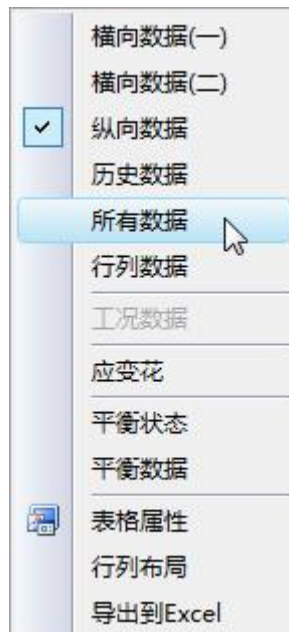 横向数据(一)
横向数据(二)
纵向数据
历史数据
所有数据
行列数据
工况数据
应变花
平衡状态
平衡数据
表格属性
行列布局
导出到Excel